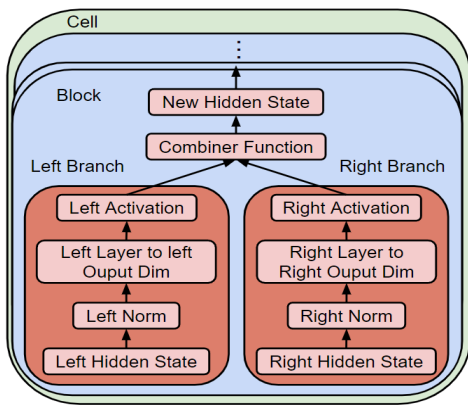 Cell
⋮
Block
New Hidden State
Combiner Function
Left Branch
Right Branch
Left Activation
Left Layer to left
Ouput Dim
Left Norm
Left Hidden State
Right Activation
Right Layer to
Right Ouput Dim
Right Norm
Right Hidden State